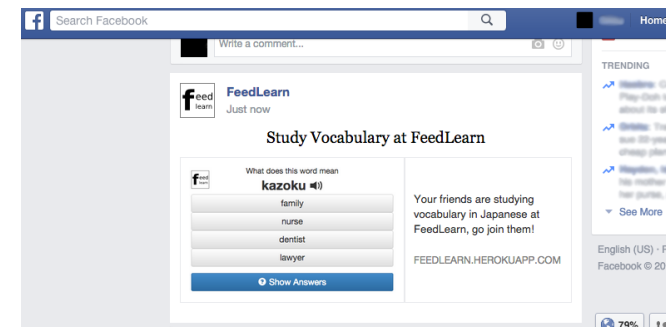 Search Facebook
Home
Write a comment...
feed
learn
FeedLearn
Just now
Study Vocabulary at FeedLearn
feed
What does this word mean
kazoku
family
nurse
dentist
lawyer
Show Answers
Your friends are studying
vocabulary in Japanese at
FeedLearn, go join them!
FEEDLEARN.HEROKUAPP.COM
TRENDING
See More
English (US) ·
Facebook © 20
79%